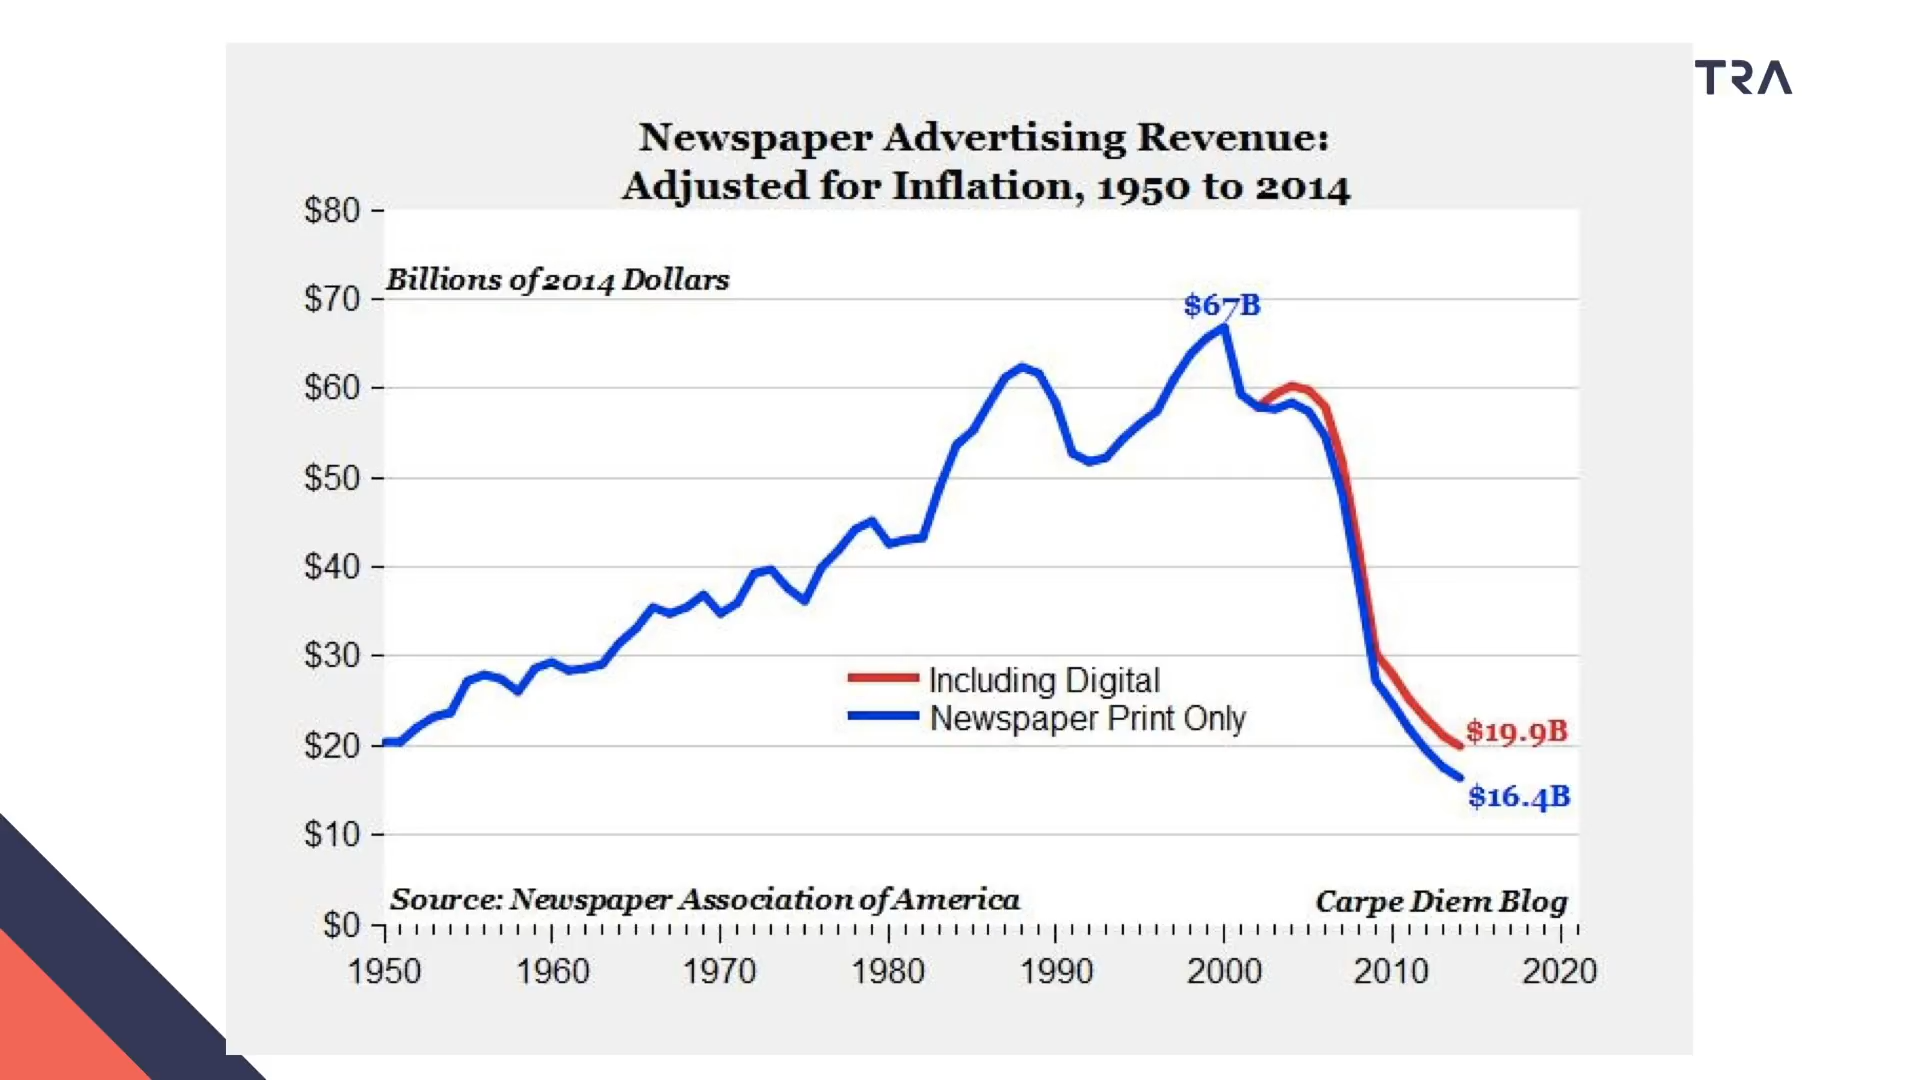 TRA
Newspaper Advertising Revenue:
Adjusted for Inflation, 1950 to 2014
Billions of 2014 Dollars
$80
$70
$60
$50
$40
$30
$20
$10
$0
$67B
Including Digital
Newspaper Print Only
$19.9B
$16.4B
Source: Newspaper Association of America
Carpe Diem Blog
1950 1960 1970 1980 1990 2000 2010 2020